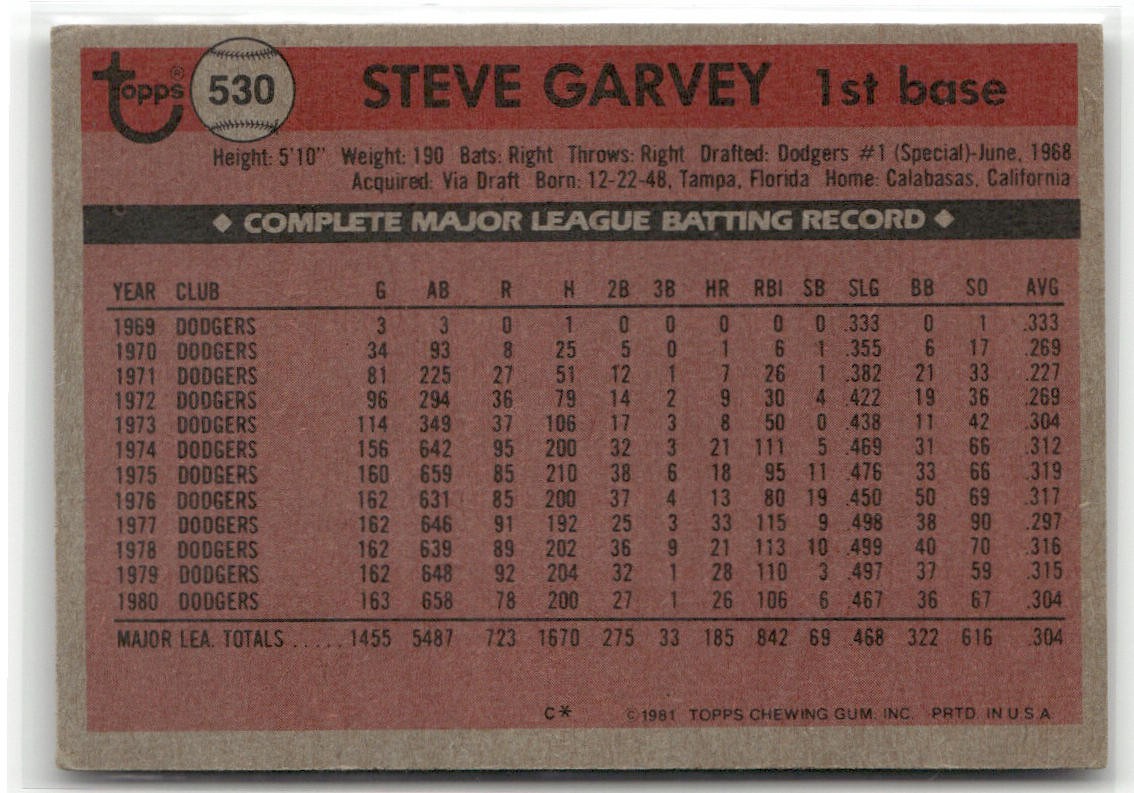 topps® 530 STEVE GARVEY 1st base
Height: 5'10" Weight: 190 Bats: Right Throws: Right Drafted: Dodgers #1 (Special)-June, 1968
Acquired: Via Draft Born: 12-22-48, Tampa, Florida Home: Calabasas, California
◆ COMPLETE MAJOR LEAGUE BATTING RECORD ◆
YEAR CLUB G AB R H 2B 3B HR RBI SB SLG BB SO AVG
1969 DODGERS 3 3 0 1 0 0 0 0 0 .333 0 1 .333
1970 DODGERS 34 93 8 25 5 0 1 6 1 .355 6 17 .269
1971 DODGERS 81 225 27 51 12 1 7 26 1 .382 21 33 .227
1972 DODGERS 96 294 36 79 14 2 9 30 4 .422 19 36 .269
1973 DODGERS 114 349 37 106 17 3 8 50 0 .438 11 42 .304
1974 DODGERS 156 642 95 200 32 3 21 111 5 .469 31 66 .312
1975 DODGERS 160 659 85 210 38 6 18 95 11 .476 33 66 .319
1976 DODGERS 162 631 85 200 37 4 13 80 19 .450 50 69 .317
1977 DODGERS 162 646 91 192 25 3 33 115 9 .498 38 90 .297
1978 DODGERS 162 639 89 202 36 9 21 113 10 .499 40 70 .316
1979 DODGERS 162 648 92 204 32 1 28 110 3 .497 37 59 .315
1980 DODGERS 163 658 78 200 27 1 26 106 6 .467 36 67 .304
MAJOR LEA. TOTALS ..... 1455 5487 723 1670 275 33 185 842 69 .468 322 616 .304
C* © 1981 TOPPS CHEWING GUM. INC. PRTD. IN U.S.A.